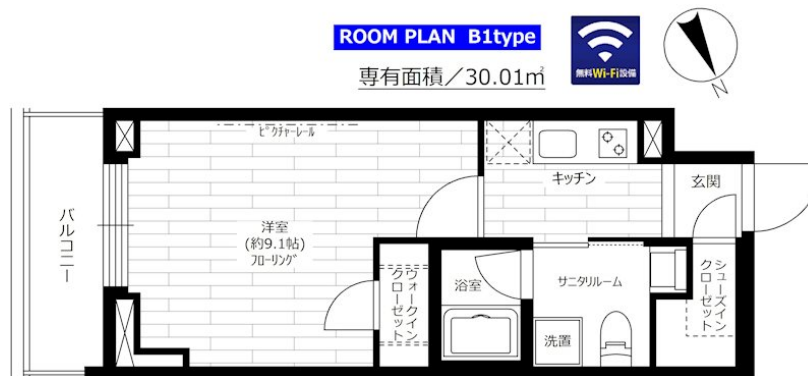 ROOM PLAN B1type
専有面積／30.01㎡
無料Wi-Fi設備
N
ピクチャーレール
バルコニー
洋室
(約9.1帖)
フローリング
キッチン
玄関
ウォークイン
クローゼット
浴室
サニタリルーム
洗置
シューズイン
クローゼット